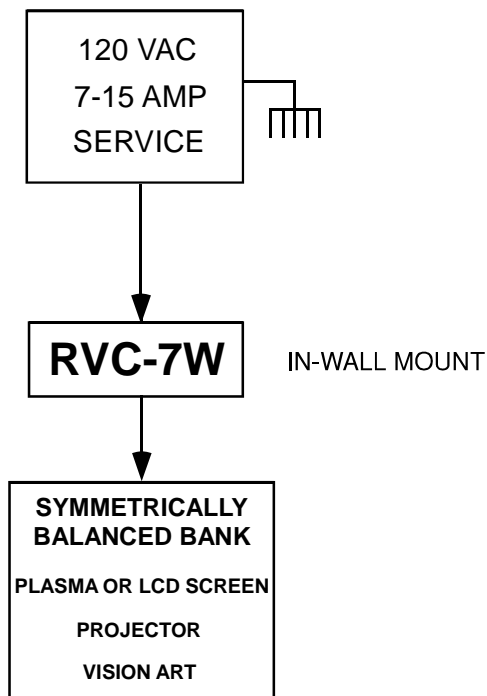 120 VAC
7-15 AMP
SERVICE
RVC-7W
IN-WALL MOUNT
SYMMETRICALLY
BALANCED BANK
PLASMA OR LCD SCREEN
PROJECTOR
VISION ART